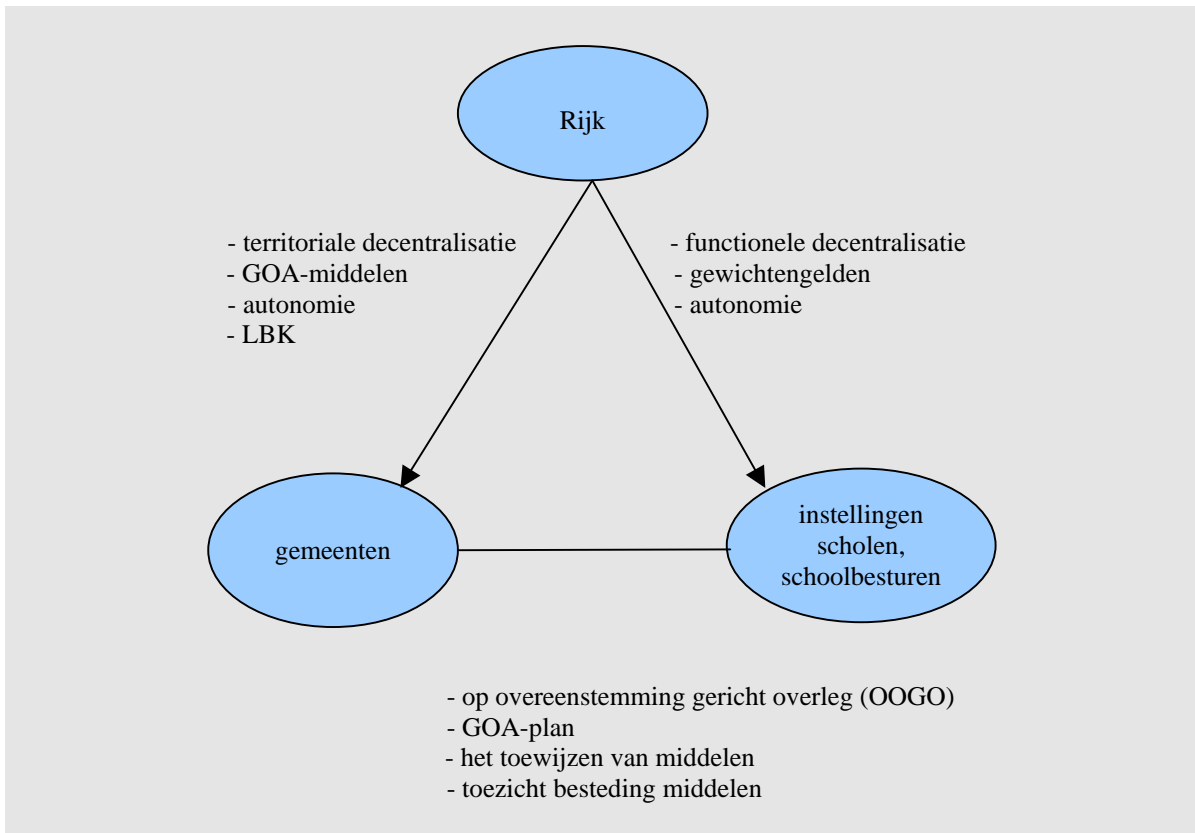 Rijk
- territoriale decentralisatie
- GOA-middelen
- autonomie
- LBK
- functionele decentralisatie
- gewichtengelden
- autonomie
gemeenten
instellingen
scholen,
schoolbesturen
- op overeenstemming gericht overleg (OOGO)
- GOA-plan
- het toewijzen van middelen
- toezicht besteding middelen